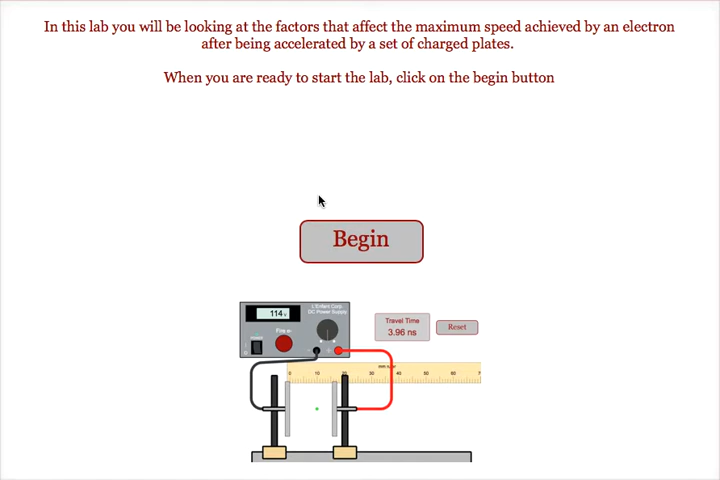 In this lab you will be looking at the factors that affect the maximum speed achieved by an electron
after being accelerated by a set of charged plates.
When you are ready to start the lab, click on the begin button
Begin
L'Enfant Corp.
DC Power Supply
114 v
Fire e-
Travel Time
3.96 ns
Reset
0 10 20 30 40 50 60 7